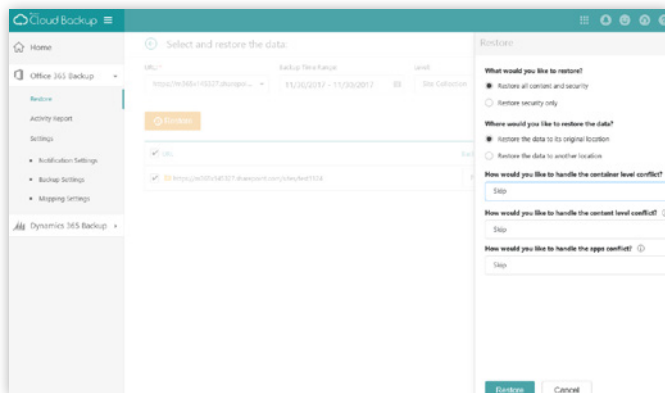 Cloud Backup
Home
Office 365 Backup
Restore
Activity Report
Settings
Notification Settings
Backup Settings
Mapping Settings
Dynamics 365 Backup
Select and restore the data:
URL:
Backup Time Range:
Level:
11/30/2017 - 11/30/2017
Site Collection
Restore
URL
Restore
What would you like to restore?
Restore all content and security
Restore security only
Where would you like to restore the data?
Restore the data to its original location
Restore the data to another location
How would you like to handle the container level conflict?
Skip
How would you like to handle the content level conflict?
Skip
How would you like to handle the apps conflict?
Skip
Restore
Cancel